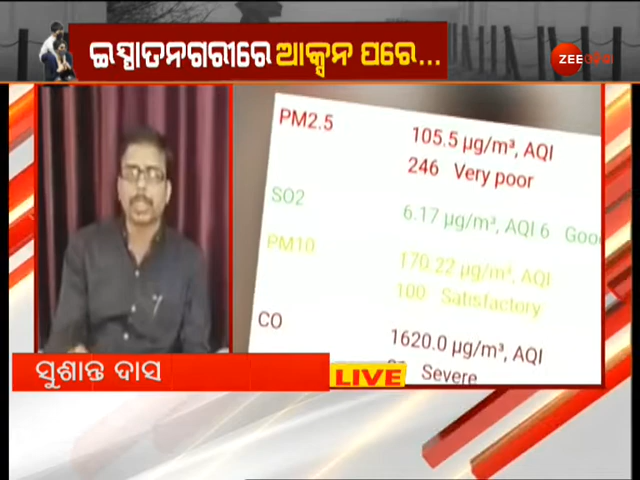 ଇସ୍ପାତନଗରୀରେ ଆକ୍ସନ ପରେ...
ZEE ଓଡ଼ିଶା
PM2.5 105.5 µg/m³, AQI
246 Very poor
SO2 6.17 µg/m³, AQI 6
PM10 170.22 µg/m³, AQI
100 Satisfactory
CO 1620.0 µg/m³, AQI
Severe
ସୁଶାନ୍ତ ଦାସ
LIVE